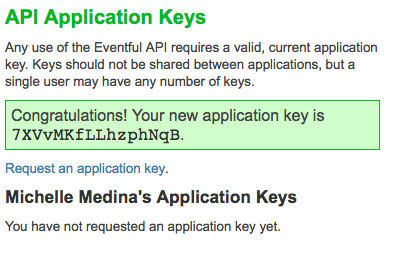 API Application Keys
Any use of the Eventful API requires a valid, current application
key. Keys should not be shared between applications, but a
single user may have any number of keys.
Congratulations! Your new application key is
7XVvMKfLLhzphNqB.
Request an application key.
Michelle Medina's Application Keys
You have not requested an application key yet.